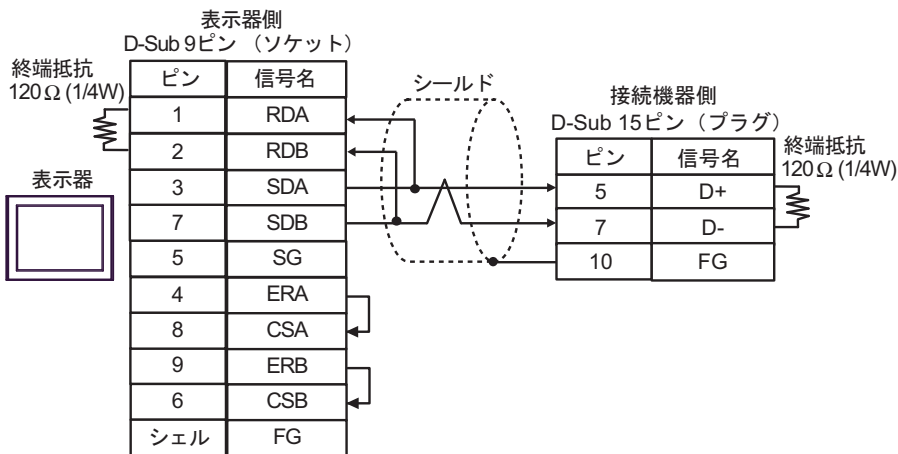 表示器側
D-Sub 9ピン （ソケット）
終端抵抗
120Ω(1/4W)
ピン 信号名
1 RDA
2 RDB
3 SDA
7 SDB
5 SG
4 ERA
8 CSA
9 ERB
6 CSB
シェル FG
表示器
シールド
接続機器側
D-Sub 15ピン （プラグ）
ピン 信号名
5 D+
7 D-
10 FG
終端抵抗
120Ω(1/4W)